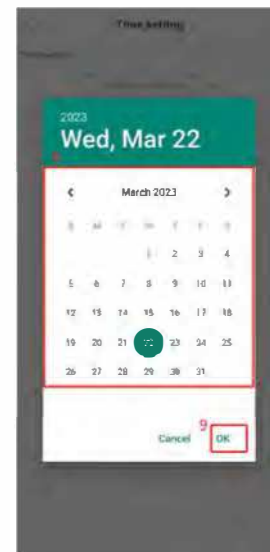 Time setting
2023
Wed, Mar 22
March 2023
S M T W T F S
1 2 3 4
5 6 7 8 9 10 11
12 13 14 15 16 17 18
19 20 21 22 23 24 25
26 27 28 29 30 31
9
Cancel OK